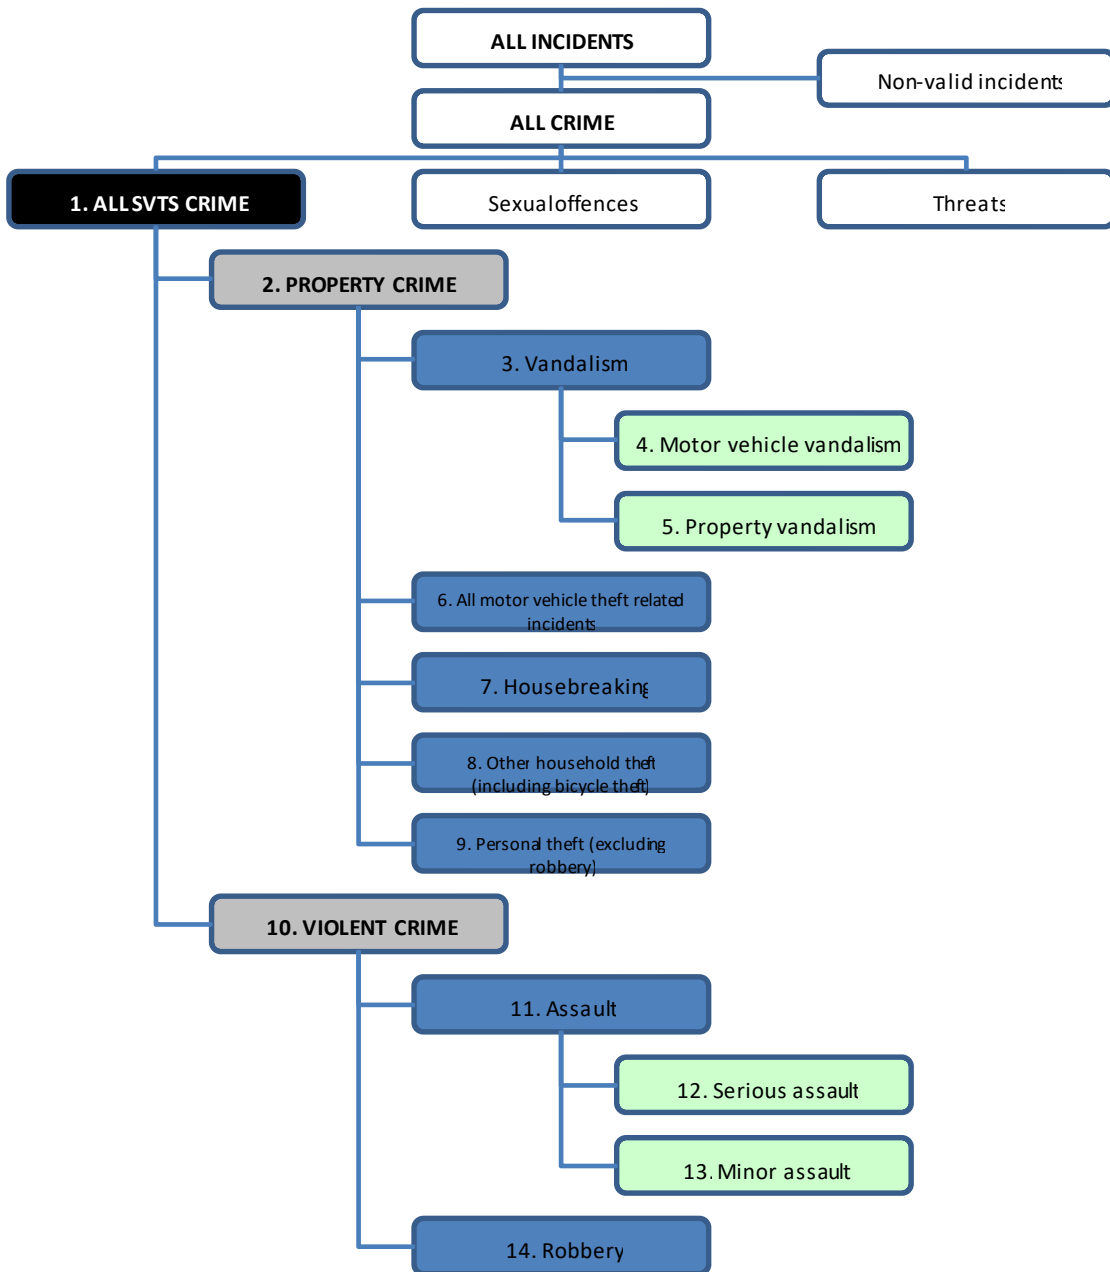 ALL INCIDENTS
Non-valid incidents
ALL CRIME
1. ALL SVTS CRIME
Sexualoffences
Threats
2. PROPERTY CRIME
3. Vandalism
4. Motor vehicle vandalism
5. Property vandalism
6. All motor vehicle theft related
incidents
7. Housebreaking
8. Other household theft
(including bicycle theft)
9. Personal theft (excluding
robbery)
10. VIOLENT CRIME
11. Assault
12. Serious assault
13. Minor assault
14. Robbery